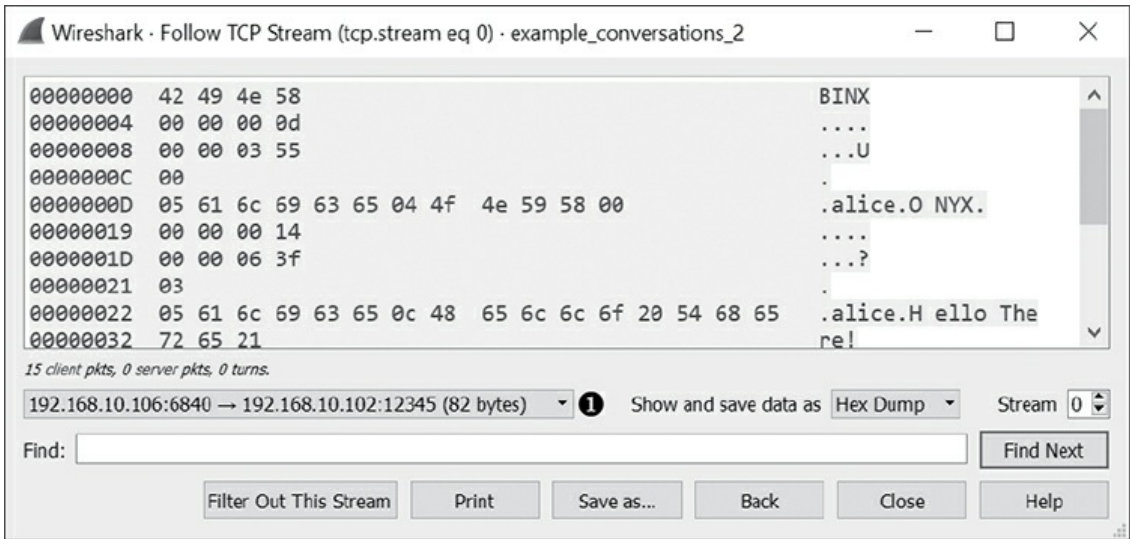 Wireshark · Follow TCP Stream (tcp.stream eq 0) · example_conversations_2
00000000 42 49 4e 58 BINX
00000004 00 00 00 0d ....
00000008 00 00 03 55 ...U
0000000C 00 .
0000000D 05 61 6c 69 63 65 04 4f 4e 59 58 00 .alice.O NYX.
00000019 00 00 00 14 ....
0000001D 00 00 06 3f ...?
00000021 03 .
00000022 05 61 6c 69 63 65 0c 48 65 6c 6c 6f 20 54 68 65 .alice.H ello The
00000032 72 65 21 re!
15 client pkts, 0 server pkts, 0 turns.
192.168.10.106:6840 → 192.168.10.102:12345 (82 bytes) ❶ Show and save data as Hex Dump Stream 0
Find: Find Next
Filter Out This Stream Print Save as... Back Close Help